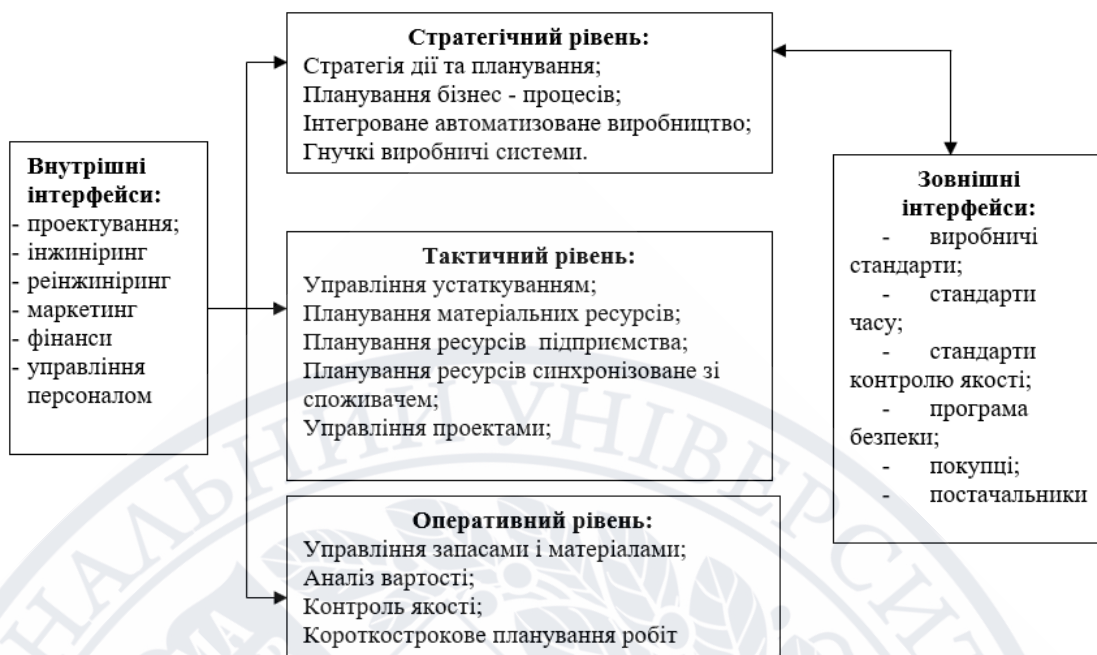 Внутрішні
інтерфейси:
- проектування;
- інжиніринг
- реінжиніринг
- маркетинг
- фінанси
- управління
персоналом
Стратегічний рівень:
Стратегія дії та планування;
Планування бізнес - процесів;
Інтегроване автоматизоване виробництво;
Гнучкі виробничі системи.
Тактичний рівень:
Управління устаткуванням;
Планування матеріальних ресурсів;
Планування ресурсів підприємства;
Планування ресурсів синхронізоване зі
споживачем;
Управління проектами;
Оперативний рівень:
Управління запасами і матеріалами;
Аналіз вартості;
Контроль якості;
Короткострокове планування робіт
Зовнішні
інтерфейси:
- виробничі
стандарти;
- стандарти
часу;
- стандарти
контролю якості;
- програма
безпеки;
- покупці;
- постачальники